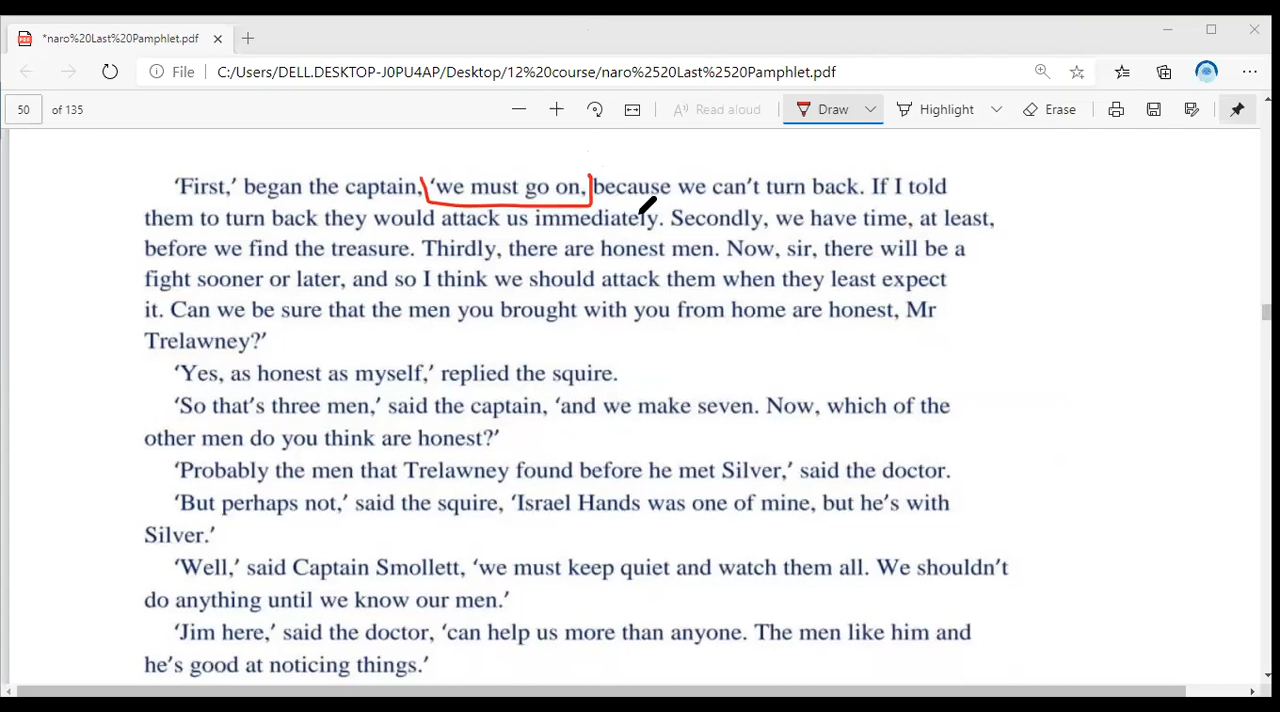 *naro%20Last%20Pamphlet.pdf
File C:/Users/DELL.DESKTOP-J0PU4AP/Desktop/12%20course/naro%2520Last%2520Pamphlet.pdf
50 of 135 Read aloud Draw Highlight Erase
‘First,’ began the captain, ‘we must go on, because we can’t turn back. If I told
them to turn back they would attack us immediately. Secondly, we have time, at least,
before we find the treasure. Thirdly, there are honest men. Now, sir, there will be a
fight sooner or later, and so I think we should attack them when they least expect
it. Can we be sure that the men you brought with you from home are honest, Mr
Trelawney?’
‘Yes, as honest as myself,’ replied the squire.
‘So that’s three men,’ said the captain, ‘and we make seven. Now, which of the
other men do you think are honest?’
‘Probably the men that Trelawney found before he met Silver,’ said the doctor.
‘But perhaps not,’ said the squire, ‘Israel Hands was one of mine, but he’s with
Silver.’
‘Well,’ said Captain Smollett, ‘we must keep quiet and watch them all. We shouldn’t
do anything until we know our men.’
‘Jim here,’ said the doctor, ‘can help us more than anyone. The men like him and
he’s good at noticing things.’